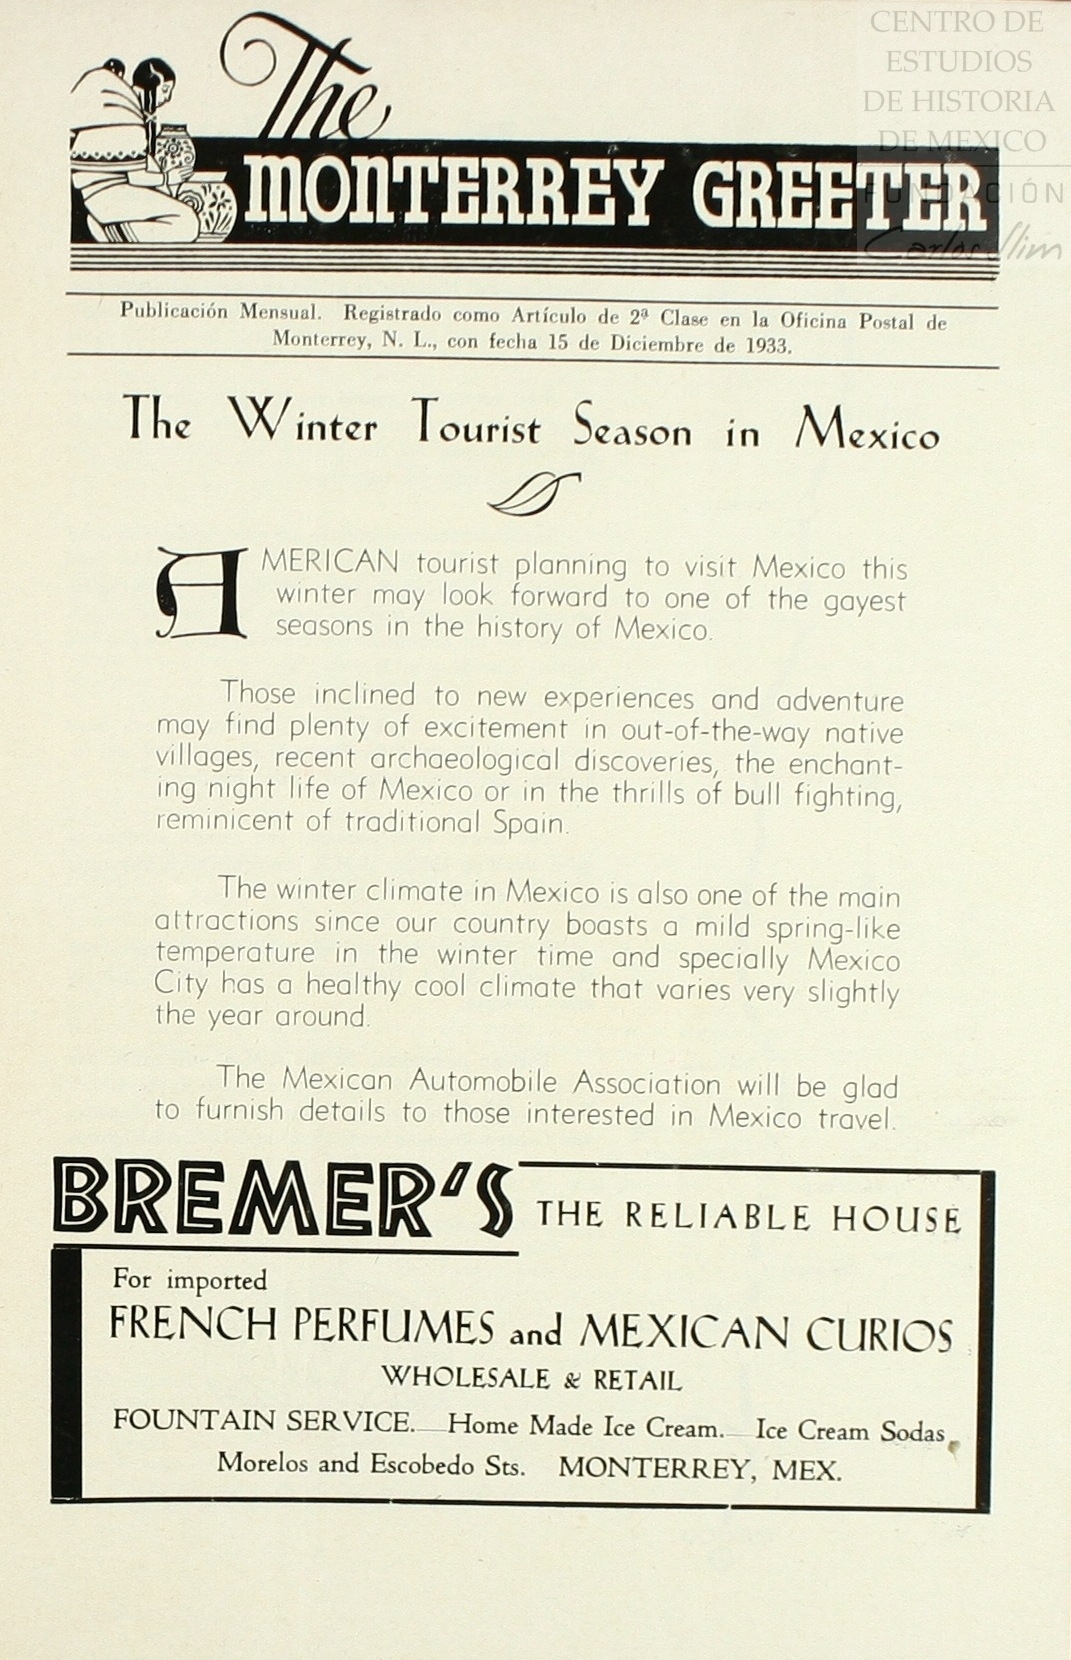 CENTRO DE
ESTUDIOS
DE HISTORIA
DE MEXICO
FUNDACIÓN
Carlos Slim
The
MONTERREY GREETER
Publicación Mensual. Registrado como Artículo de 2ª Clase en la Oficina Postal de
Monterrey, N. L., con fecha 15 de Diciembre de 1933.
The Winter Tourist Season in Mexico
AMERICAN tourist planning to visit Mexico this
winter may look forward to one of the gayest
seasons in the history of Mexico.
Those inclined to new experiences and adventure
may find plenty of excitement in out-of-the-way native
villages, recent archaeological discoveries, the enchant-
ing night life of Mexico or in the thrills of bull fighting,
reminicent of traditional Spain.
The winter climate in Mexico is also one of the main
attractions since our country boasts a mild spring-like
temperature in the winter time and specially Mexico
City has a healthy cool climate that varies very slightly
the year around.
The Mexican Automobile Association will be glad
to furnish details to those interested in Mexico travel.
BREMER'S THE RELIABLE HOUSE
For imported
FRENCH PERFUMES and MEXICAN CURIOS
WHOLESALE & RETAIL
FOUNTAIN SERVICE.—Home Made Ice Cream.—Ice Cream Sodas.
Morelos and Escobedo Sts. MONTERREY, MEX.